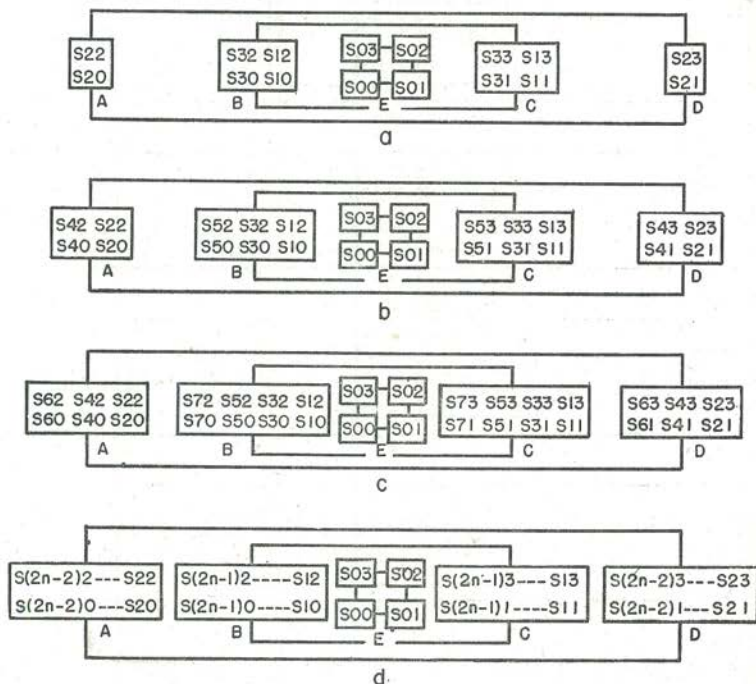 S22 S32 S12 S03 S02 S33 S13 S23
S20 S30 S10 S00 S01 S31 S11 S21
A B E C D
a
S42 S22 S52 S32 S12 S03 S02 S53 S33 S13 S43 S23
S40 S20 S50 S30 S10 S00 S01 S51 S31 S11 S41 S21
A B E C D
b
S62 S42 S22 S72 S52 S32 S12 S03 S02 S73 S53 S33 S13 S63 S43 S23
S60 S40 S20 S70 S50 S30 S10 S00 S01 S71 S51 S31 S11 S61 S41 S21
A B E C D
c
S(2n-2)2----S22 S(2n-1)2-----S12 S03 S02 S(2n-1)3----S13 S(2n-2)3----S23
S(2n-2)0----S20 S(2n-1)0----S10 S00 S01 S(2n-1)1-----S11 S(2n-2)1---S21
A B E C D
d.